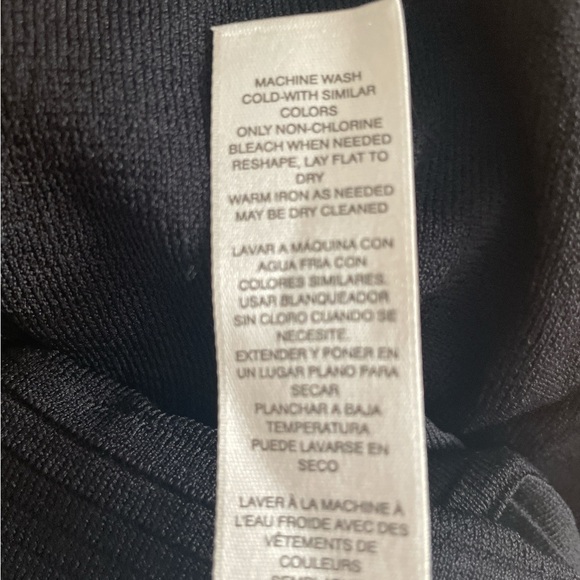 MACHINE WASH
COLD-WITH SIMILAR
COLORS
ONLY NON-CHLORINE
BLEACH WHEN NEEDED
RESHAPE, LAY FLAT TO
DRY
WARM IRON AS NEEDED
MAY BE DRY CLEANED
LAVAR A MÁQUINA CON
AGUA FRIA CON
COLORES SIMILARES.
USAR BLANQUEADOR
SIN CLORO CUANDO SE
NECESITE.
EXTENDER Y PONER EN
UN LUGAR PLANO PARA
SECAR
PLANCHAR A BAJA
TEMPERATURA
PUEDE LAVARSE EN
SECO
LAVER À LA MACHINE À
L'EAU FROIDE AVEC DES
VÊTEMENTS DE
COULEURS